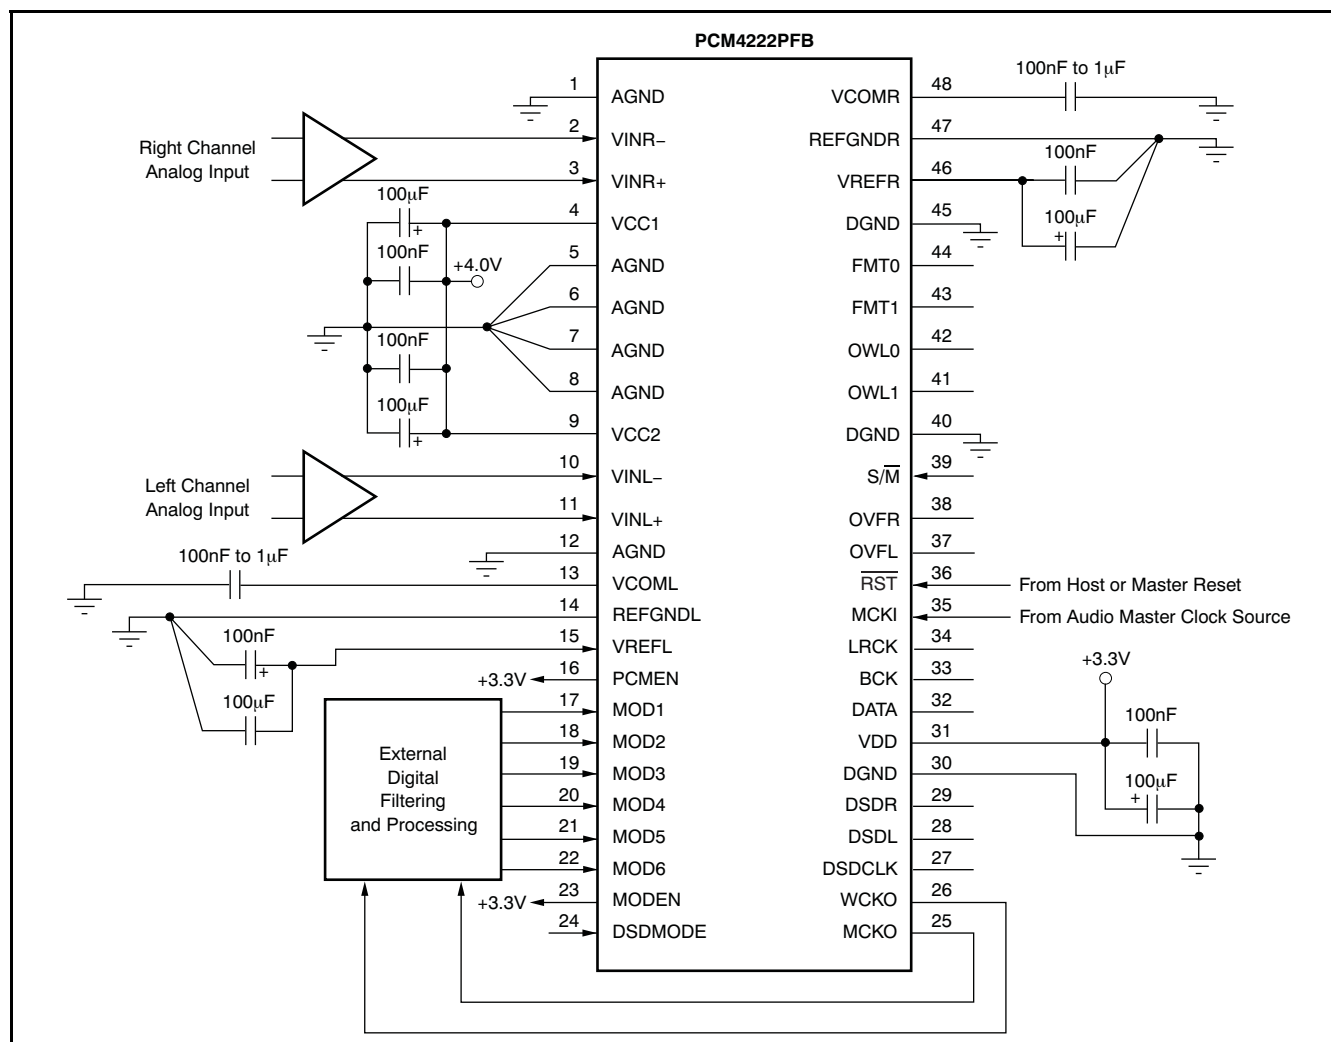 PCM4222PFB
1 AGND
Right Channel
Analog Input
2 VINR–
3 VINR+
100µF
+
4 VCC1
100nF
+4.0V
5 AGND
6 AGND
7 AGND
100nF
8 AGND
100µF
+
9 VCC2
Left Channel
Analog Input
10 VINL–
11 VINL+
12 AGND
100nF to 1µF
13 VCOML
14 REFGNDL
100nF
+
15 VREFL
100µF
+3.3V
16 PCMEN
External
Digital
Filtering
and Processing
17 MOD1
18 MOD2
19 MOD3
20 MOD4
21 MOD5
22 MOD6
+3.3V
23 MODEN
24 DSDMODE
VCOMR 48
100nF to 1µF
REFGNDR 47
100nF
VREFR 46
100µF
+
DGND 45
FMT0 44
FMT1 43
OWL0 42
OWL1 41
DGND 40
S/M̅ 39
OVFR 38
OVFL 37
R̅S̅T̅ 36 From Host or Master Reset
MCKI 35 From Audio Master Clock Source
LRCK 34
BCK 33
DATA 32
+3.3V
100nF
VDD 31
DGND 30
100µF
+
DSDR 29
DSDL 28
DSDCLK 27
WCKO 26
MCKO 25